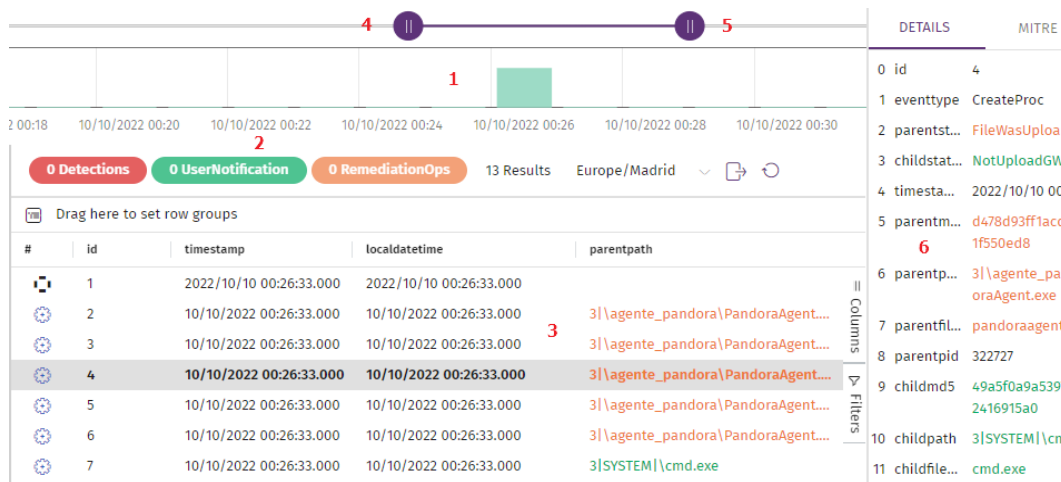 4
5
DETAILS MITRE
1
2 00:18 10/10/2022 00:20 10/10/2022 00:22 10/10/2022 00:24 10/10/2022 00:26 10/10/2022 00:28 10/10/2022 00:30
2
0 Detections 0 UserNotification 0 RemediationOps 13 Results Europe/Madrid
Drag here to set row groups
# id timestamp localdatetime parentpath
1 2022/10/10 00:26:33.000 2022/10/10 00:26:33.000
2 10/10/2022 00:26:33.000 10/10/2022 00:26:33.000 3|\agente_pandora\PandoraAgent....
3 10/10/2022 00:26:33.000 10/10/2022 00:26:33.000 3|\agente_pandora\PandoraAgent....
3
4 10/10/2022 00:26:33.000 10/10/2022 00:26:33.000 3|\agente_pandora\PandoraAgent....
5 10/10/2022 00:26:33.000 10/10/2022 00:26:33.000 3|\agente_pandora\PandoraAgent....
6 10/10/2022 00:26:33.000 10/10/2022 00:26:33.000 3|\agente_pandora\PandoraAgent....
7 10/10/2022 00:26:33.000 10/10/2022 00:26:33.000 3|SYSTEM|\cmd.exe
Columns
Filters
0 id 4
1 eventtype CreateProc
2 parentst... FileWasUploa
3 childstat... NotUploadGW
4 timesta... 2022/10/10 00
5 parentm... d478d93ff1acc
1f550ed8
6
6 parentp... 3|\agente_pa
oraAgent.exe
7 parentfil... pandoraagent
8 parentpid 322727
9 childmd5 49a5f0a9a539
2416915a0
10 childpath 3|SYSTEM|\cm
11 childfile... cmd.exe